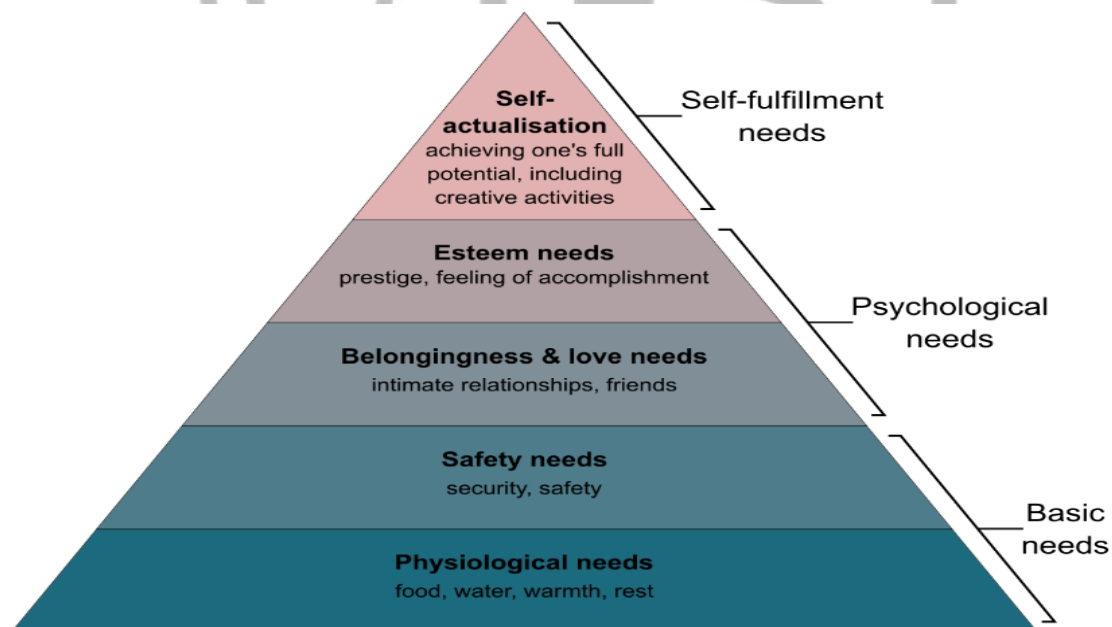 Self-
actualisation
achieving one's full
potential, including
creative activities
Self-fulfillment
needs
Esteem needs
prestige, feeling of accomplishment
Psychological
needs
Belongingness & love needs
intimate relationships, friends
Safety needs
security, safety
Basic
needs
Physiological needs
food, water, warmth, rest